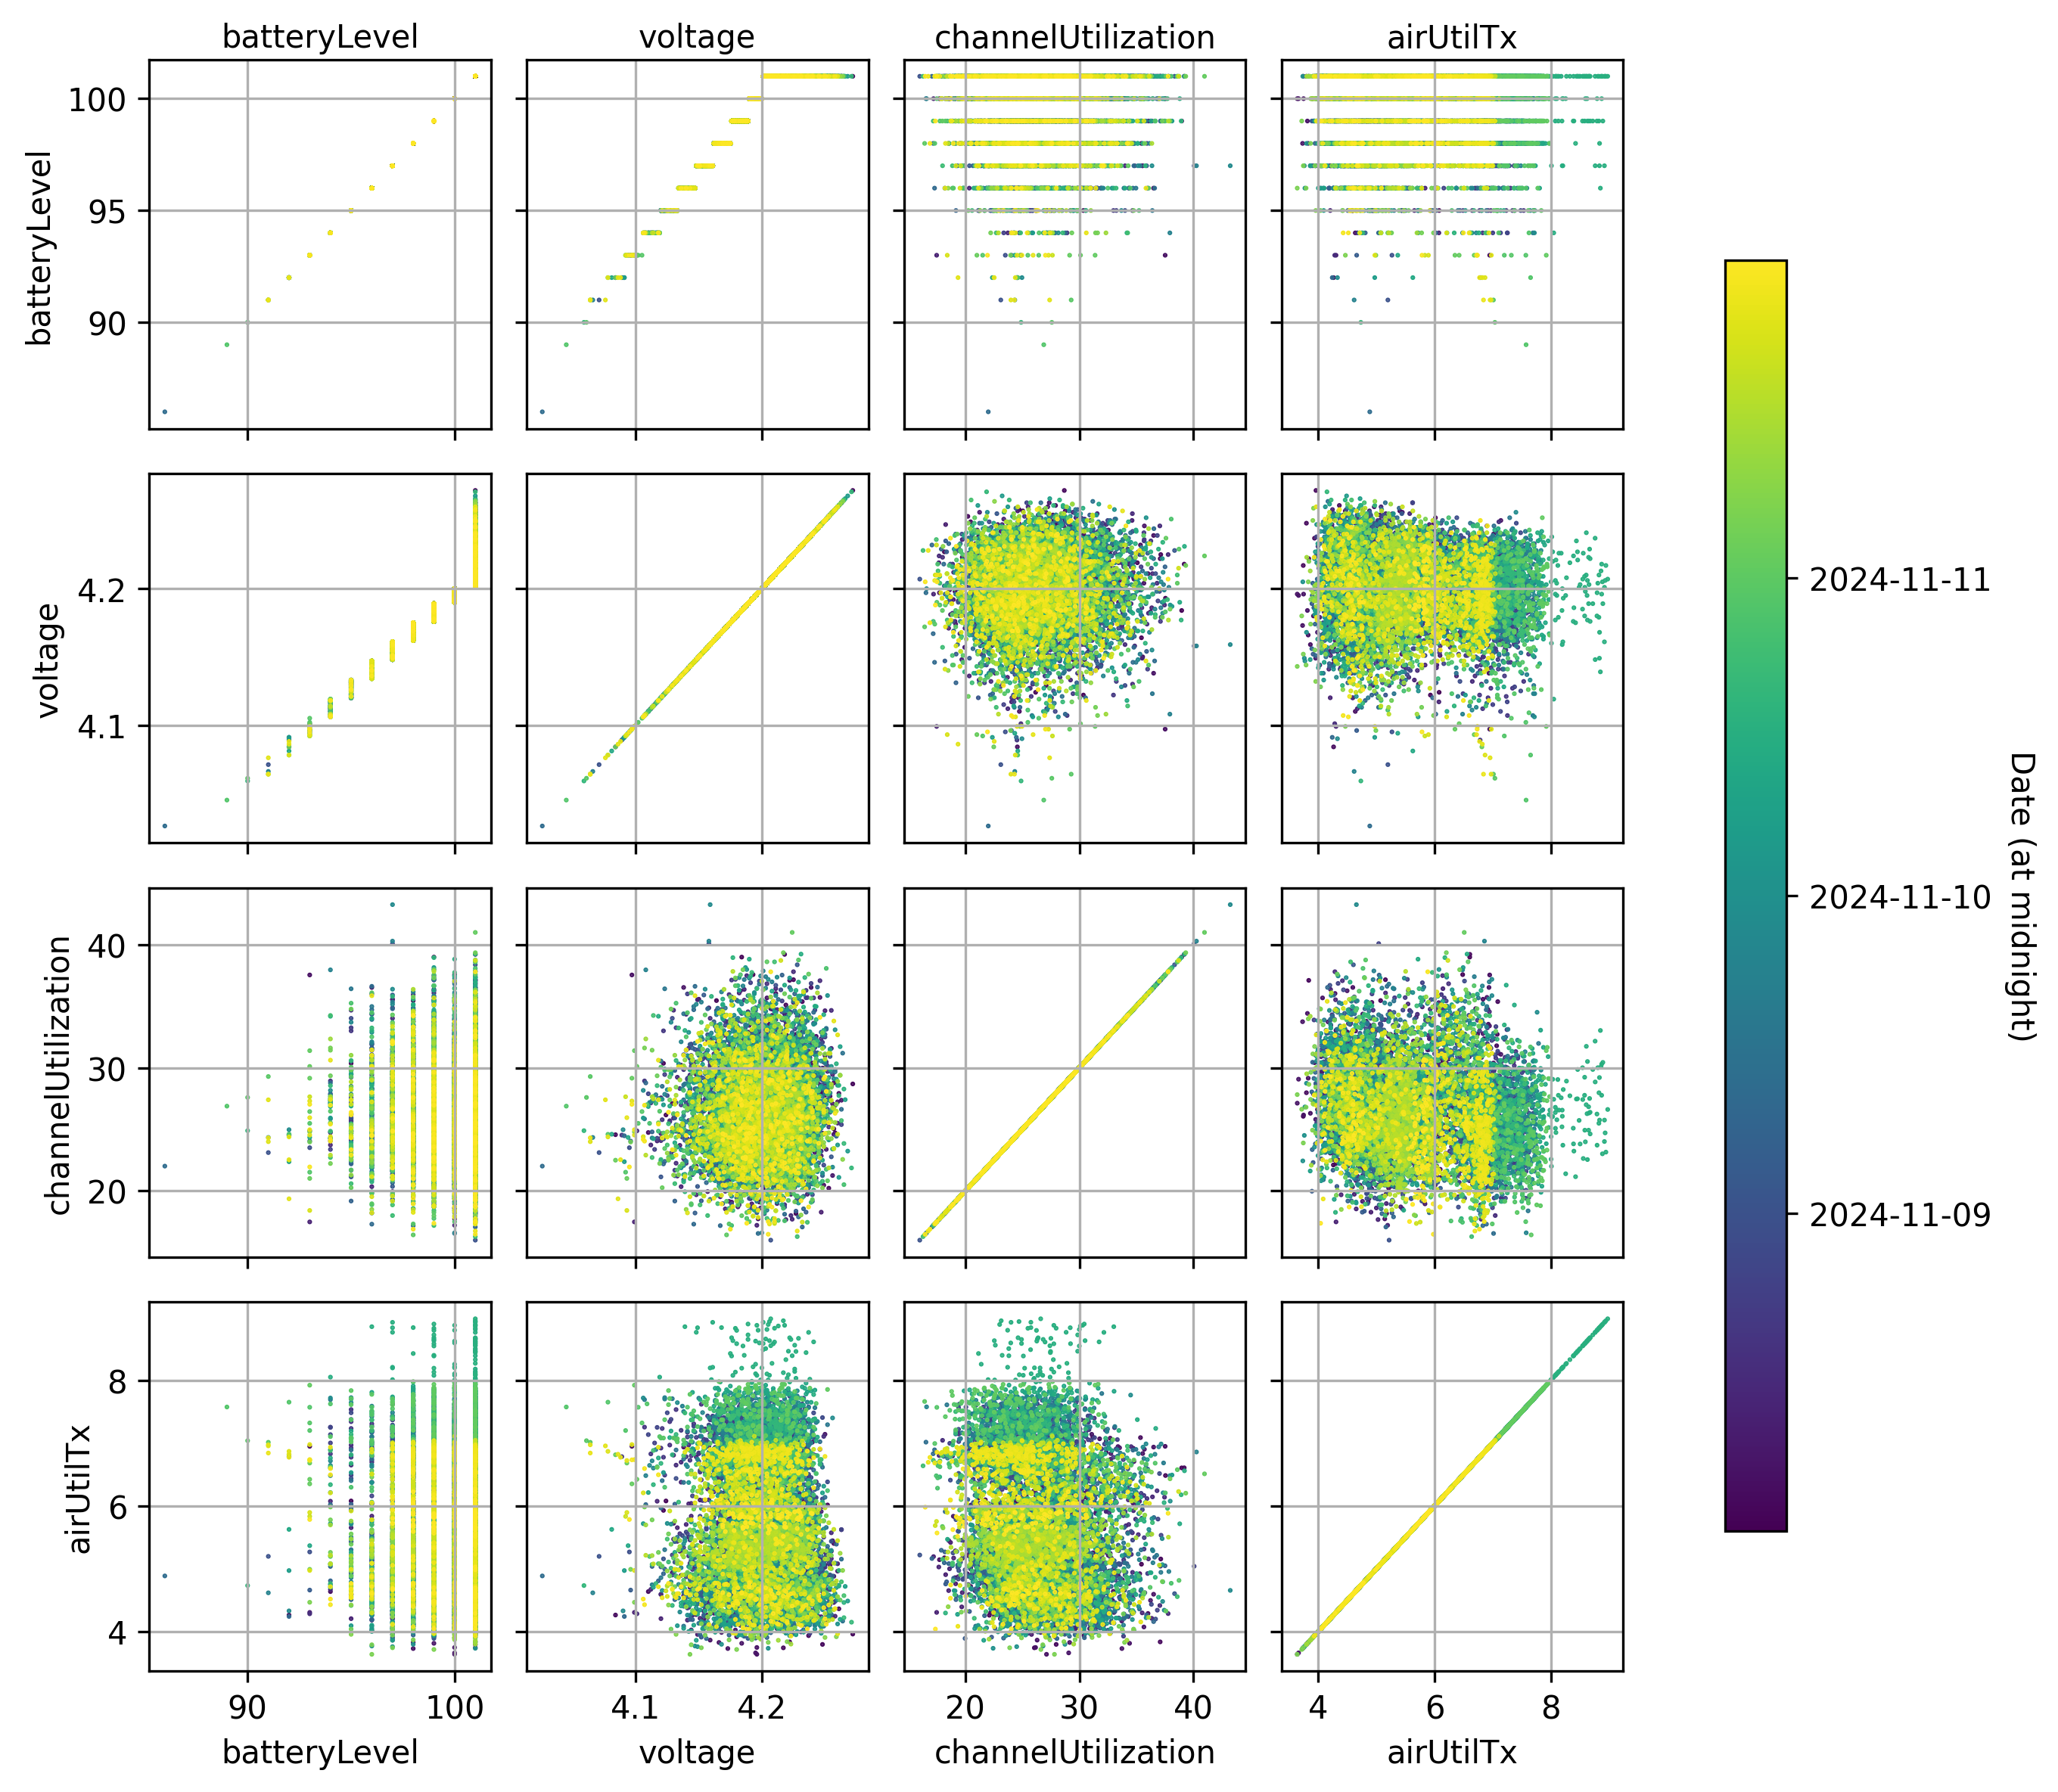 batteryLevel voltage channelUtilization airUtilTx
batteryLevel
100
95
90
voltage
4.2
4.1
channelUtilization
40
30
20
airUtilTx
8
6
4
90 100 4.1 4.2 20 30 40 4 6 8
batteryLevel voltage channelUtilization airUtilTx
2024-11-11
2024-11-10
2024-11-09
Date (at midnight)